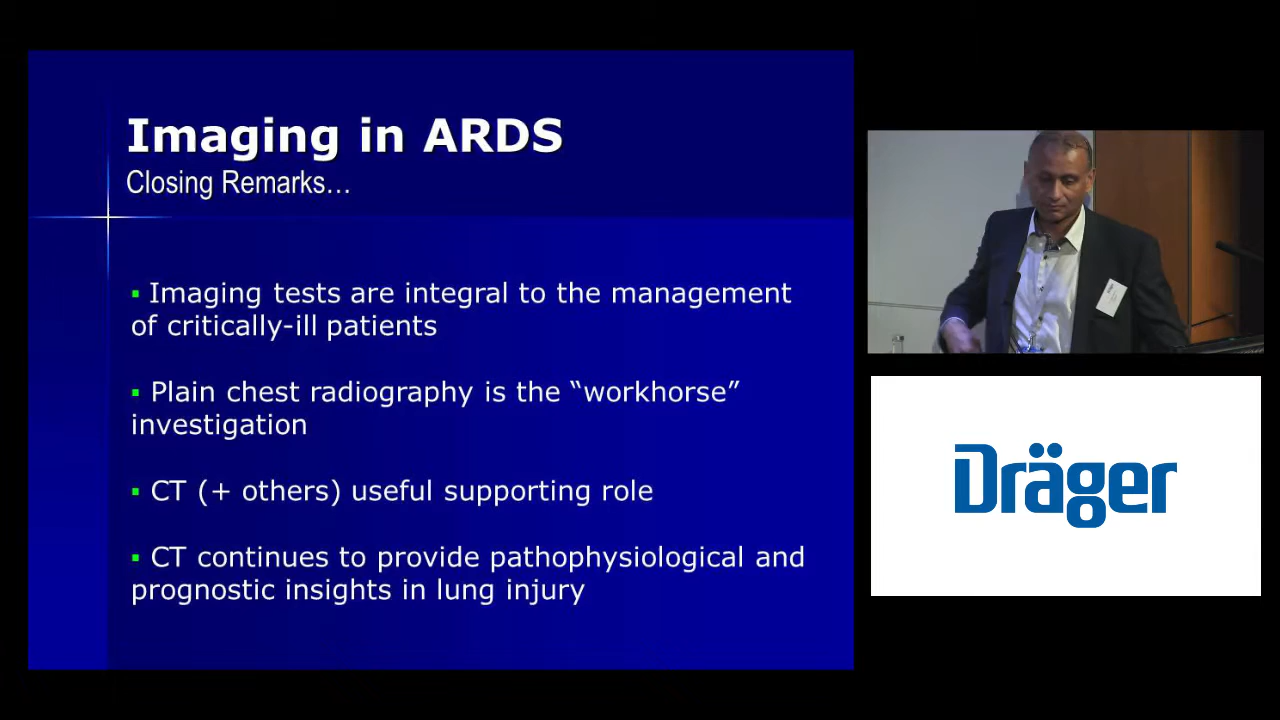 Imaging in ARDS
Closing Remarks…
▪ Imaging tests are integral to the management
of critically-ill patients
▪ Plain chest radiography is the “workhorse”
investigation
▪ CT (+ others) useful supporting role
▪ CT continues to provide pathophysiological and
prognostic insights in lung injury
Dräger